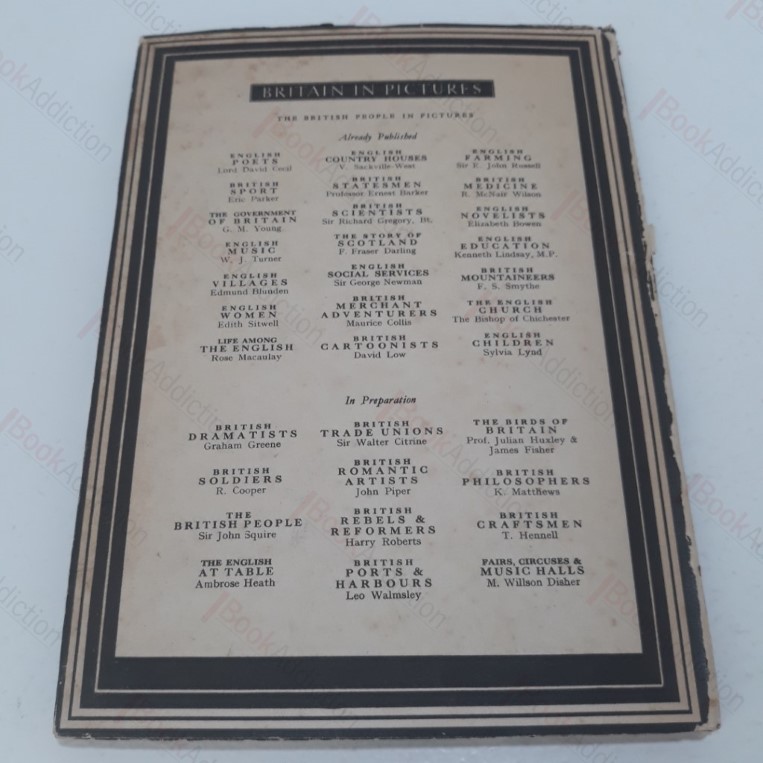 BRITAIN IN PICTURES
THE BRITISH PEOPLE IN PICTURES
Already Published
ENGLISH
POETS
Lord David Cecil
BRITISH
SPORT
Eric Parker
THE GOVERNMENT
OF BRITAIN
G. M. Young
ENGLISH
MUSIC
W. J. Turner
ENGLISH
VILLAGES
Edmund Blunden
ENGLISH
WOMEN
Edith Sitwell
LIFE AMONG
THE ENGLISH
Rose Macaulay
ENGLISH
COUNTRY HOUSES
V. Sackville-West
BRITISH
STATESMEN
Professor Ernest Barker
BRITISH
SCIENTISTS
Sir Richard Gregory, Bt.
THE STORY OF
SCOTLAND
F. Fraser Darling
ENGLISH
SOCIAL SERVICES
Sir George Newman
BRITISH
MERCHANT
ADVENTURERS
Maurice Collis
BRITISH
CARTOONISTS
David Low
ENGLISH
FARMING
Sir E. John Russell
BRITISH
MEDICINE
R. McNair Wilson
ENGLISH
NOVELISTS
Elizabeth Bowen
ENGLISH
EDUCATION
Kenneth Lindsay, M.P.
BRITISH
MOUNTAINEERS
F. S. Smythe
THE ENGLISH
CHURCH
The Bishop of Chichester
ENGLISH
CHILDREN
Sylvia Lynd
In Preparation
BRITISH
DRAMATISTS
Graham Greene
BRITISH
SOLDIERS
R. Cooper
THE
BRITISH PEOPLE
Sir John Squire
THE ENGLISH
AT TABLE
Ambrose Heath
BRITISH
TRADE UNIONS
Sir Walter Citrine
BRITISH
ROMANTIC
ARTISTS
John Piper
BRITISH
REBELS &
REFORMERS
Harry Roberts
BRITISH
PORTS &
HARBOURS
Leo Walmsley
THE BIRDS OF
BRITAIN
Prof. Julian Huxley &
James Fisher
BRITISH
PHILOSOPHERS
K. Matthews
BRITISH
CRAFTSMEN
T. Hennell
FAIRS, CIRCUSES &
MUSIC HALLS
M. Willson Disher
BookAddiction